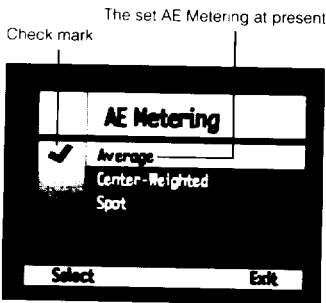 The set AE Metering at present
Check mark
AE Metering
Average
Center-Weighted
Spot
Select Exit